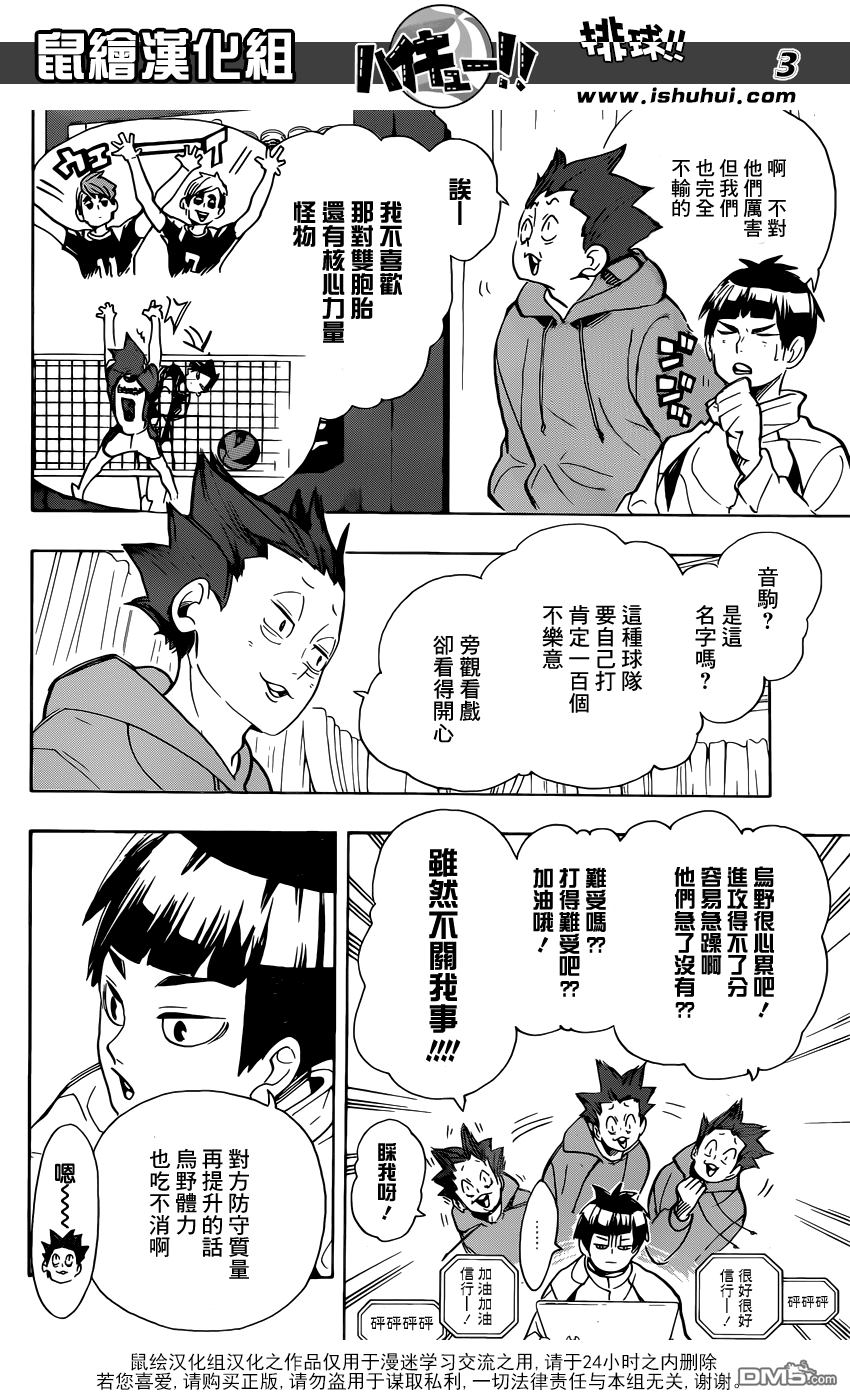 鼠繪漢化組
ハイキュー!!
排球!!
3
www.ishuhui.com
啊 不對
他們厲害
但我們
也完全
不輸的
誒ー
我不喜歡
那對雙胞胎
還有核心力量
怪物
ウェーイ
1
7
音駒?
是這
名字嗎?
這種球隊
要自己打
肯定一百個
不樂意
旁觀看戲
卻看得開心
烏野很心累吧!
進攻得不了分
容易急躁啊
他們急了沒有??
難受嗎??
打得難受吧??
加油哦!
雖然不關我事!!!!
睬我吩!
……
很好很好
信行ー!
砰砰砰
加油加油
信行ー!
砰砰砰砰
對方防守質量
再提升的話
烏野體力
也吃不消啊
嗯~~~
鼠绘汉化组汉化之作品仅用于漫迷学习交流之用, 请于24小时之内删除
若您喜爱, 请购买正版, 请勿盗用于谋取私利, 一切法律责任与本组无关, 谢谢。
DM5.com